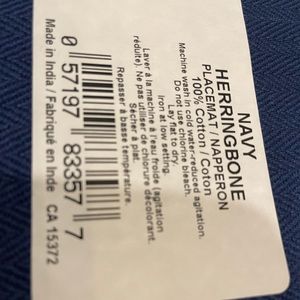 NAVY
HERRINGBONE
PLACEMAT / NAPPERON
100% Cotton / Coton
Machine wash in cold water-reduced agitation.
Do not use chlorine bleach.
Lay flat to dry.
Iron at low setting.
Laver à la machine à l'eau froide (agitation
réduite). Ne pas utiliser de chlorure décolorant.
Sécher à plat.
Repasser à basse température.
0 57197 83357 7
Made in India / Fabriqué en Inde CA 15372